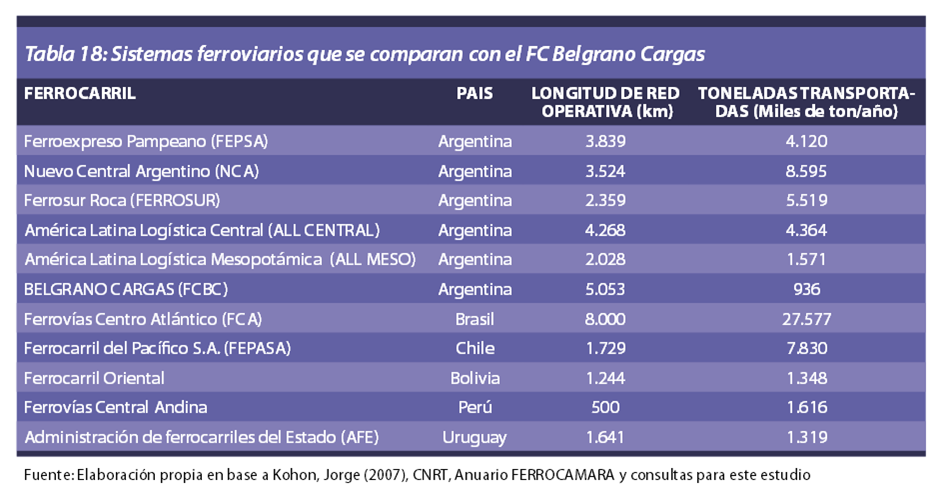 Tabla 18: Sistemas ferroviarios que se comparan con el FC Belgrano Cargas
FERROCARRIL PAIS LONGITUD DE RED OPERATIVA (km) TONELADAS TRANSPORTA-DAS (Miles de ton/año)
Ferroexpreso Pampeano (FEPSA) Argentina 3.839 4.120
Nuevo Central Argentino (NCA) Argentina 3.524 8.595
Ferrosur Roca (FERROSUR) Argentina 2.359 5.519
América Latina Logística Central (ALL CENTRAL) Argentina 4.268 4.364
América Latina Logística Mesopotámica (ALL MESO) Argentina 2.028 1.571
BELGRANO CARGAS (FCBC) Argentina 5.053 936
Ferrovías Centro Atlántico (FCA) Brasil 8.000 27.577
Ferrocarril del Pacífico S.A. (FEPASA) Chile 1.729 7.830
Ferrocarril Oriental Bolivia 1.244 1.348
Ferrovías Central Andina Perú 500 1.616
Administración de ferrocarriles del Estado (AFE) Uruguay 1.641 1.319
Fuente: Elaboración propia en base a Kohon, Jorge (2007), CNRT, Anuario FERROCAMARA y consultas para este estudio